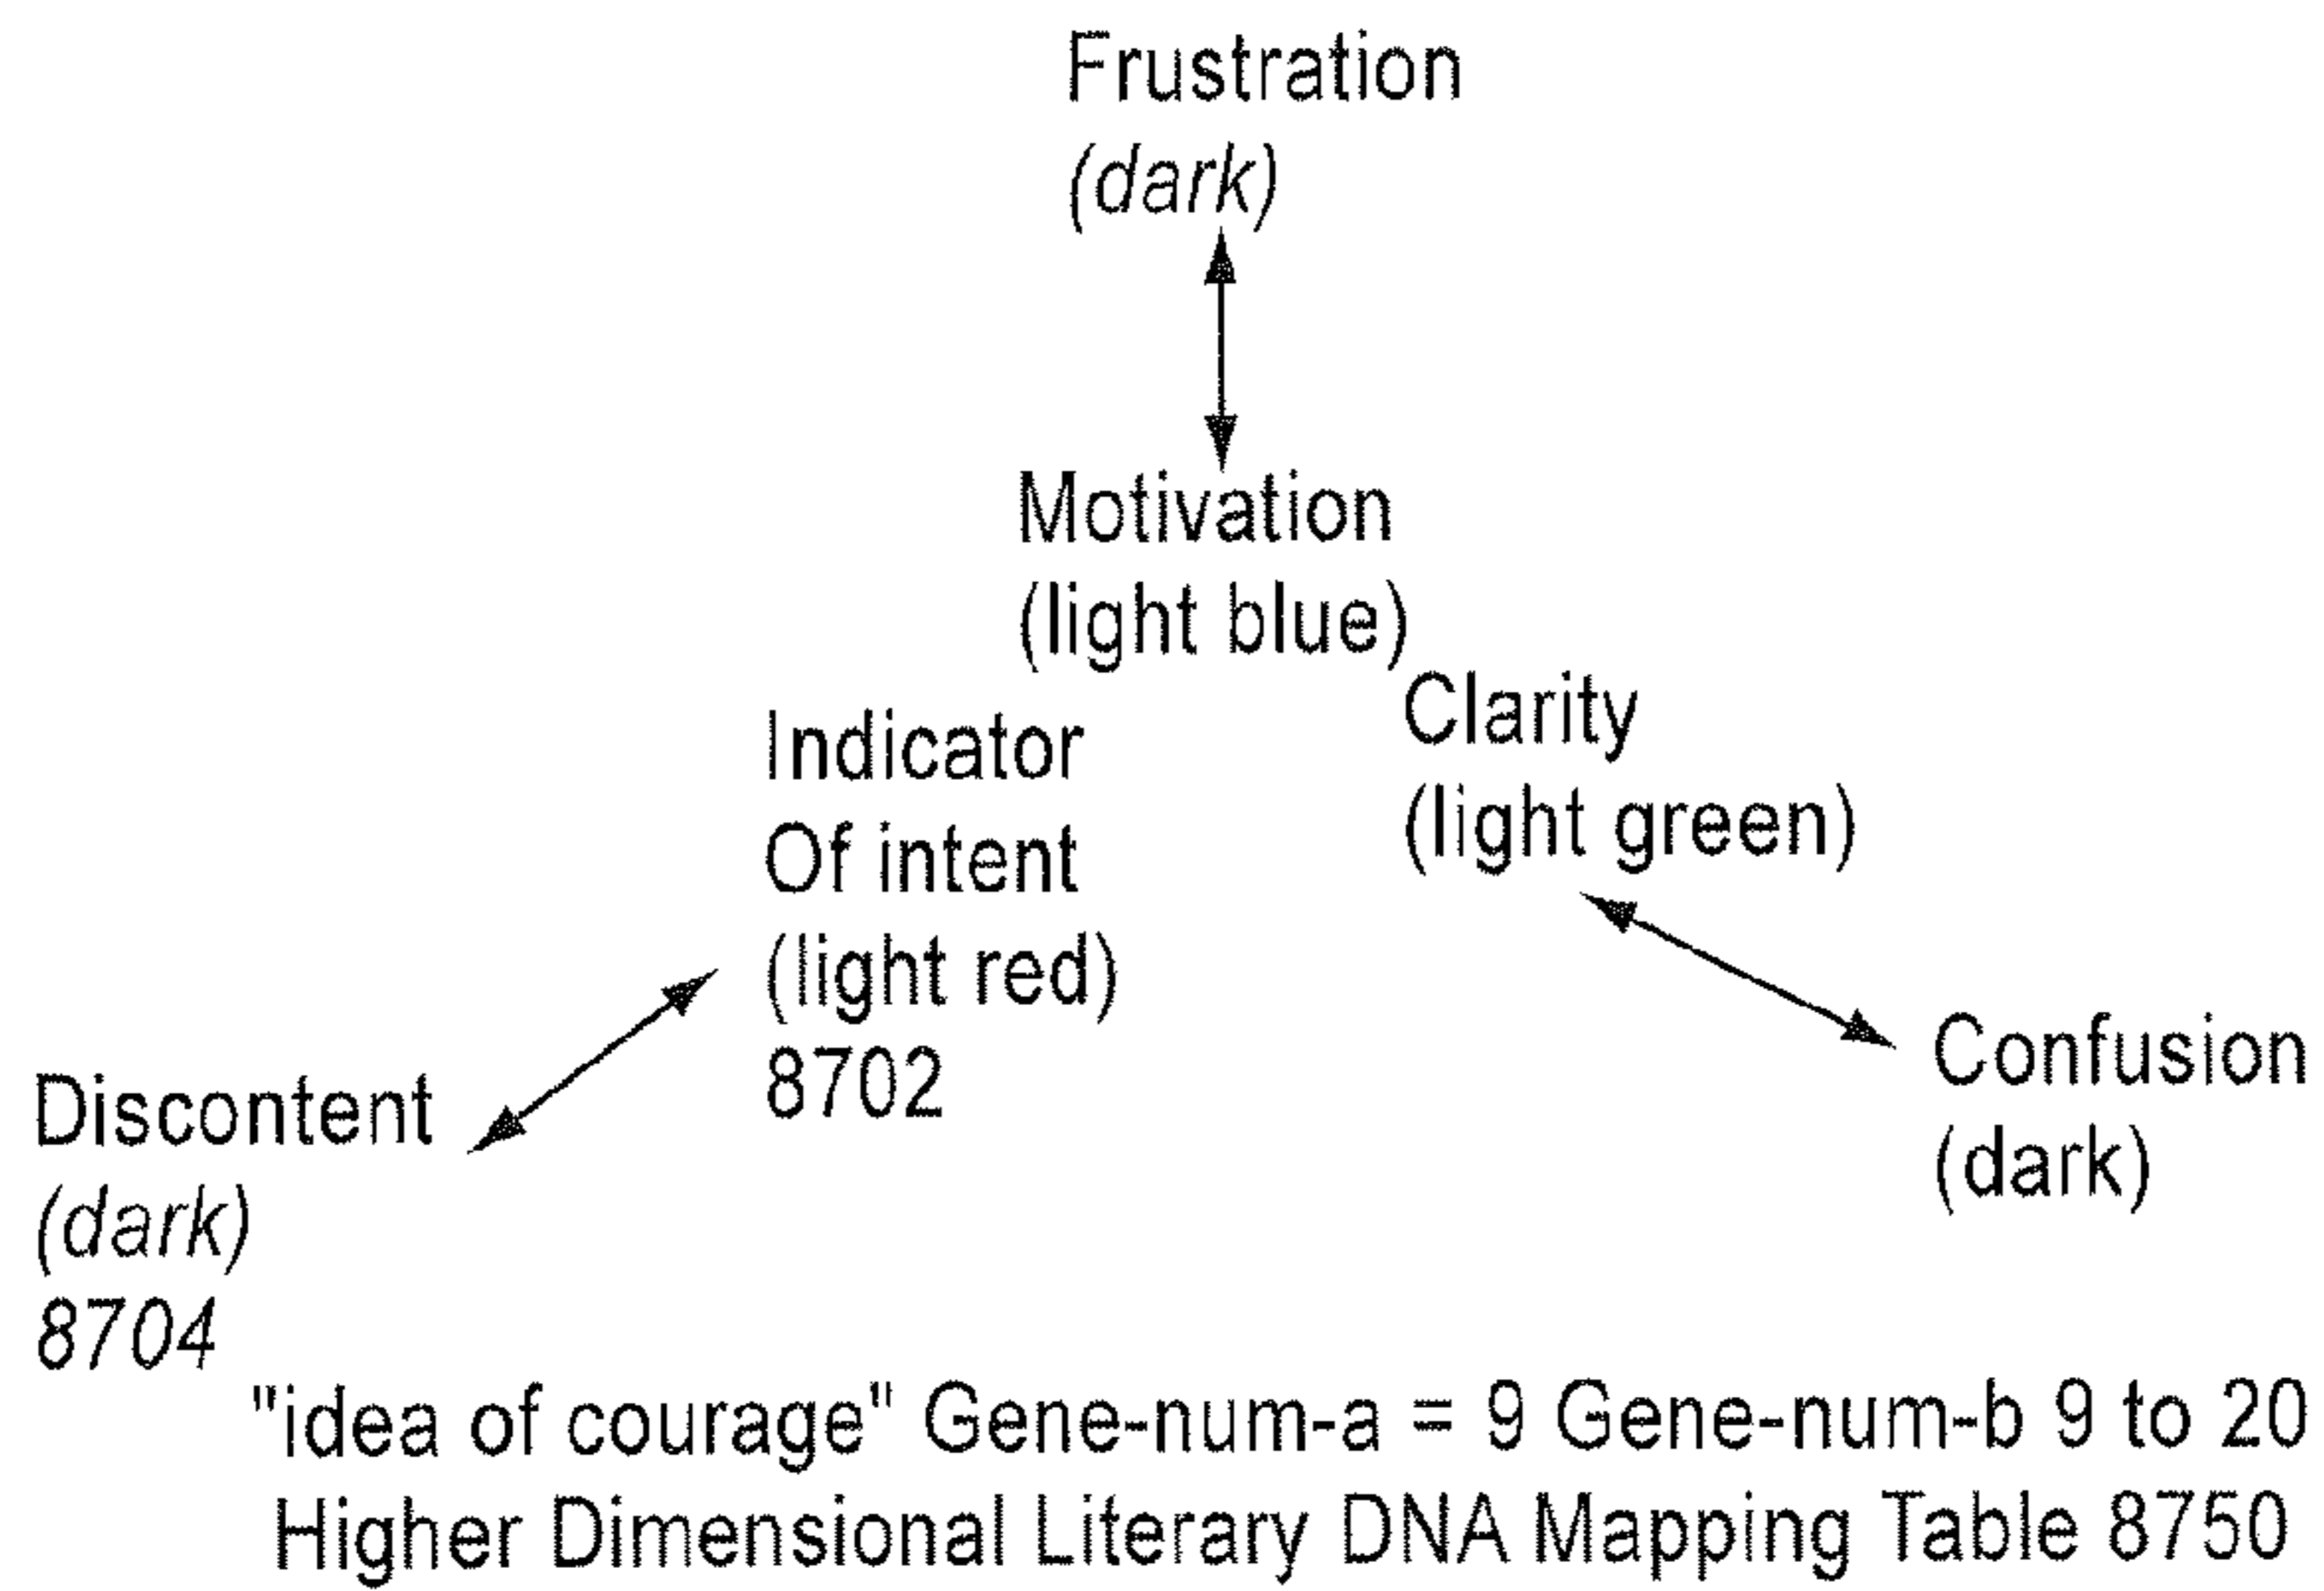 Frustration
(dark)
Motivation
(light blue)
Clarity
(light green)
Indicator
Of intent
(light red)
8702
Confusion
(dark)
Discontent
(dark)
8704
"idea of courage" Gene-num-a = 9 Gene-num-b 9 to 20
Higher Dimensional Literary DNA Mapping Table 8750